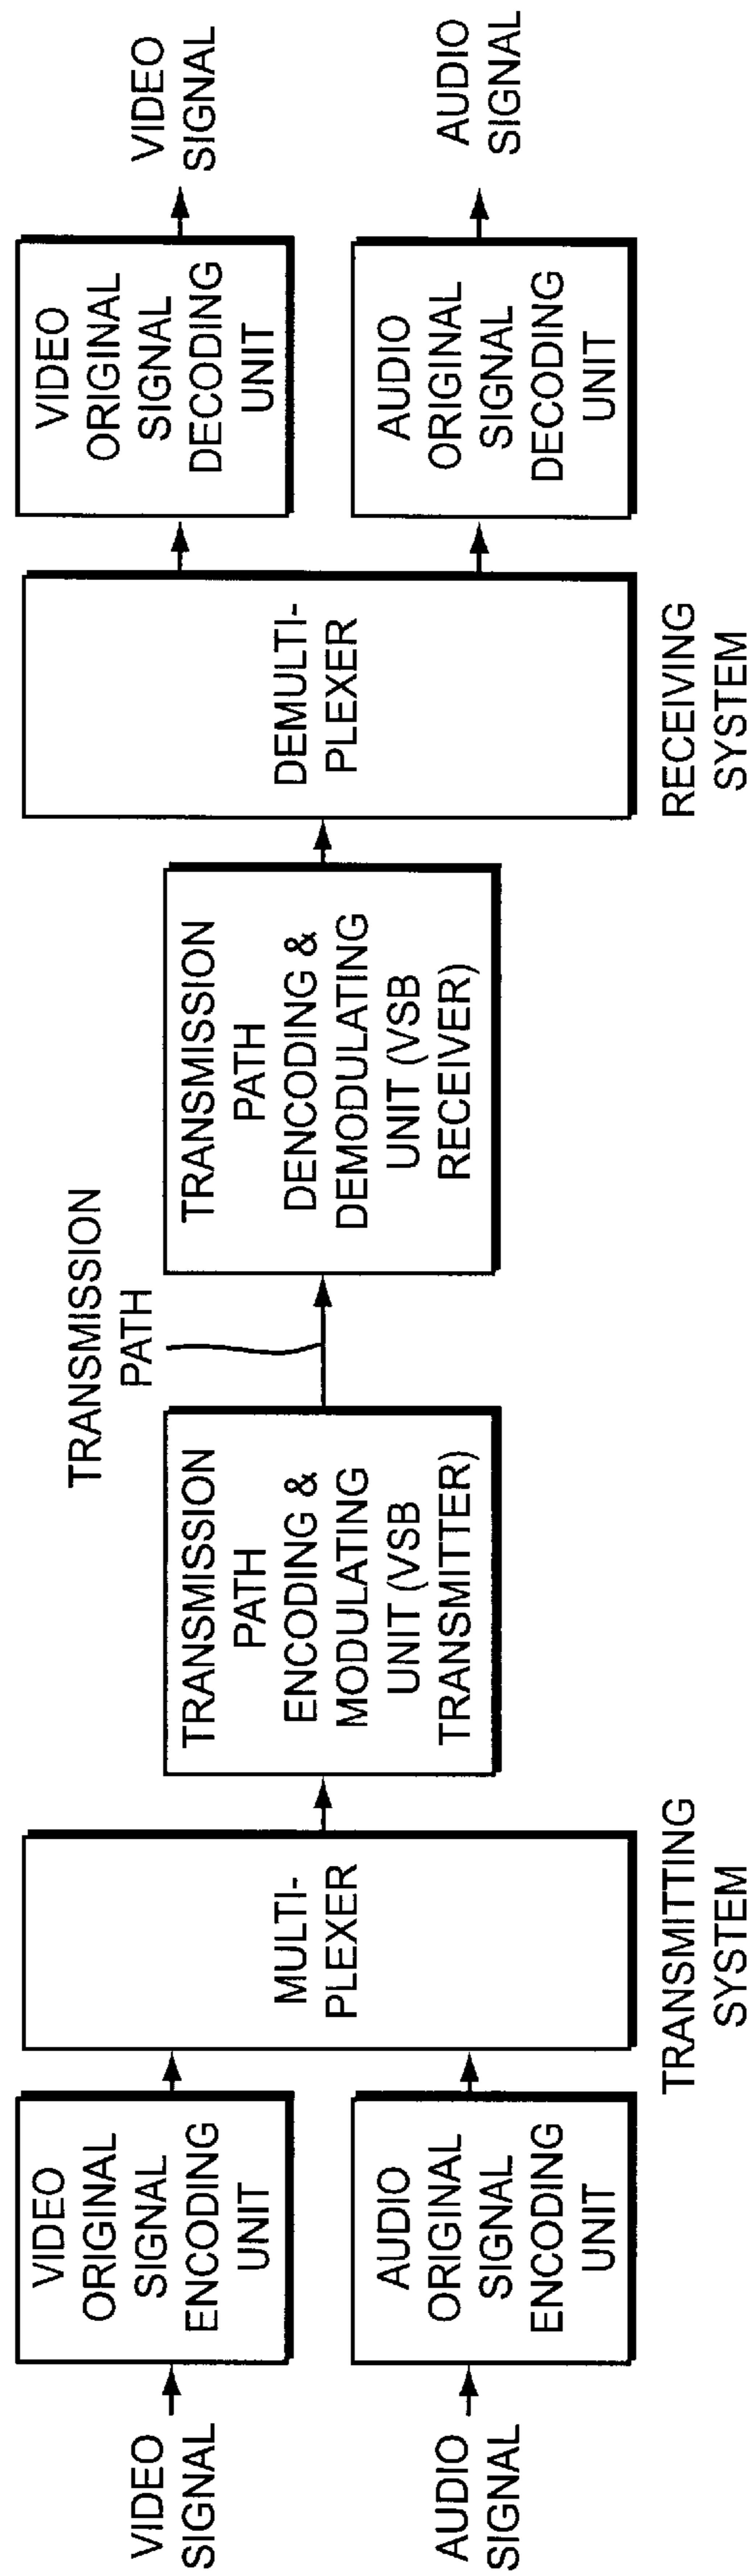 VIDEO
SIGNAL
AUDIO
SIGNAL
VIDEO
ORIGINAL
SIGNAL
ENCODING
UNIT
AUDIO
ORIGINAL
SIGNAL
ENCODING
UNIT
MULTI-
PLEXER
TRANSMITTING
SYSTEM
TRANSMISSION
PATH
ENCODING &
MODULATING
UNIT (VSB
TRANSMITTER)
TRANSMISSION
PATH
TRANSMISSION
PATH
DENCODING &
DEMODULATING
UNIT (VSB
RECEIVER)
DEMULTI-
PLEXER
RECEIVING
SYSTEM
VIDEO
ORIGINAL
SIGNAL
DECODING
UNIT
AUDIO
ORIGINAL
SIGNAL
DECODING
UNIT
VIDEO
SIGNAL
AUDIO
SIGNAL